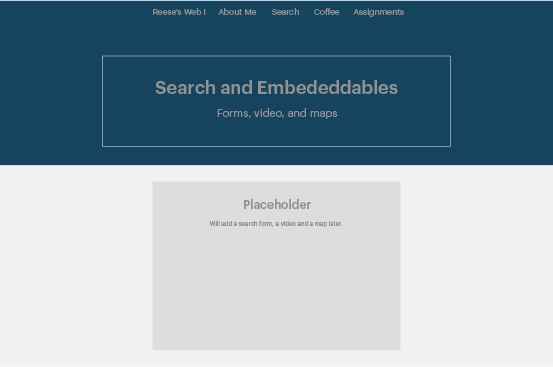 Reese's Web I About Me Search Coffee Assignments
Search and Embededdables
Forms, video, and maps
Placeholder
Will add a search form, a video and a map later.